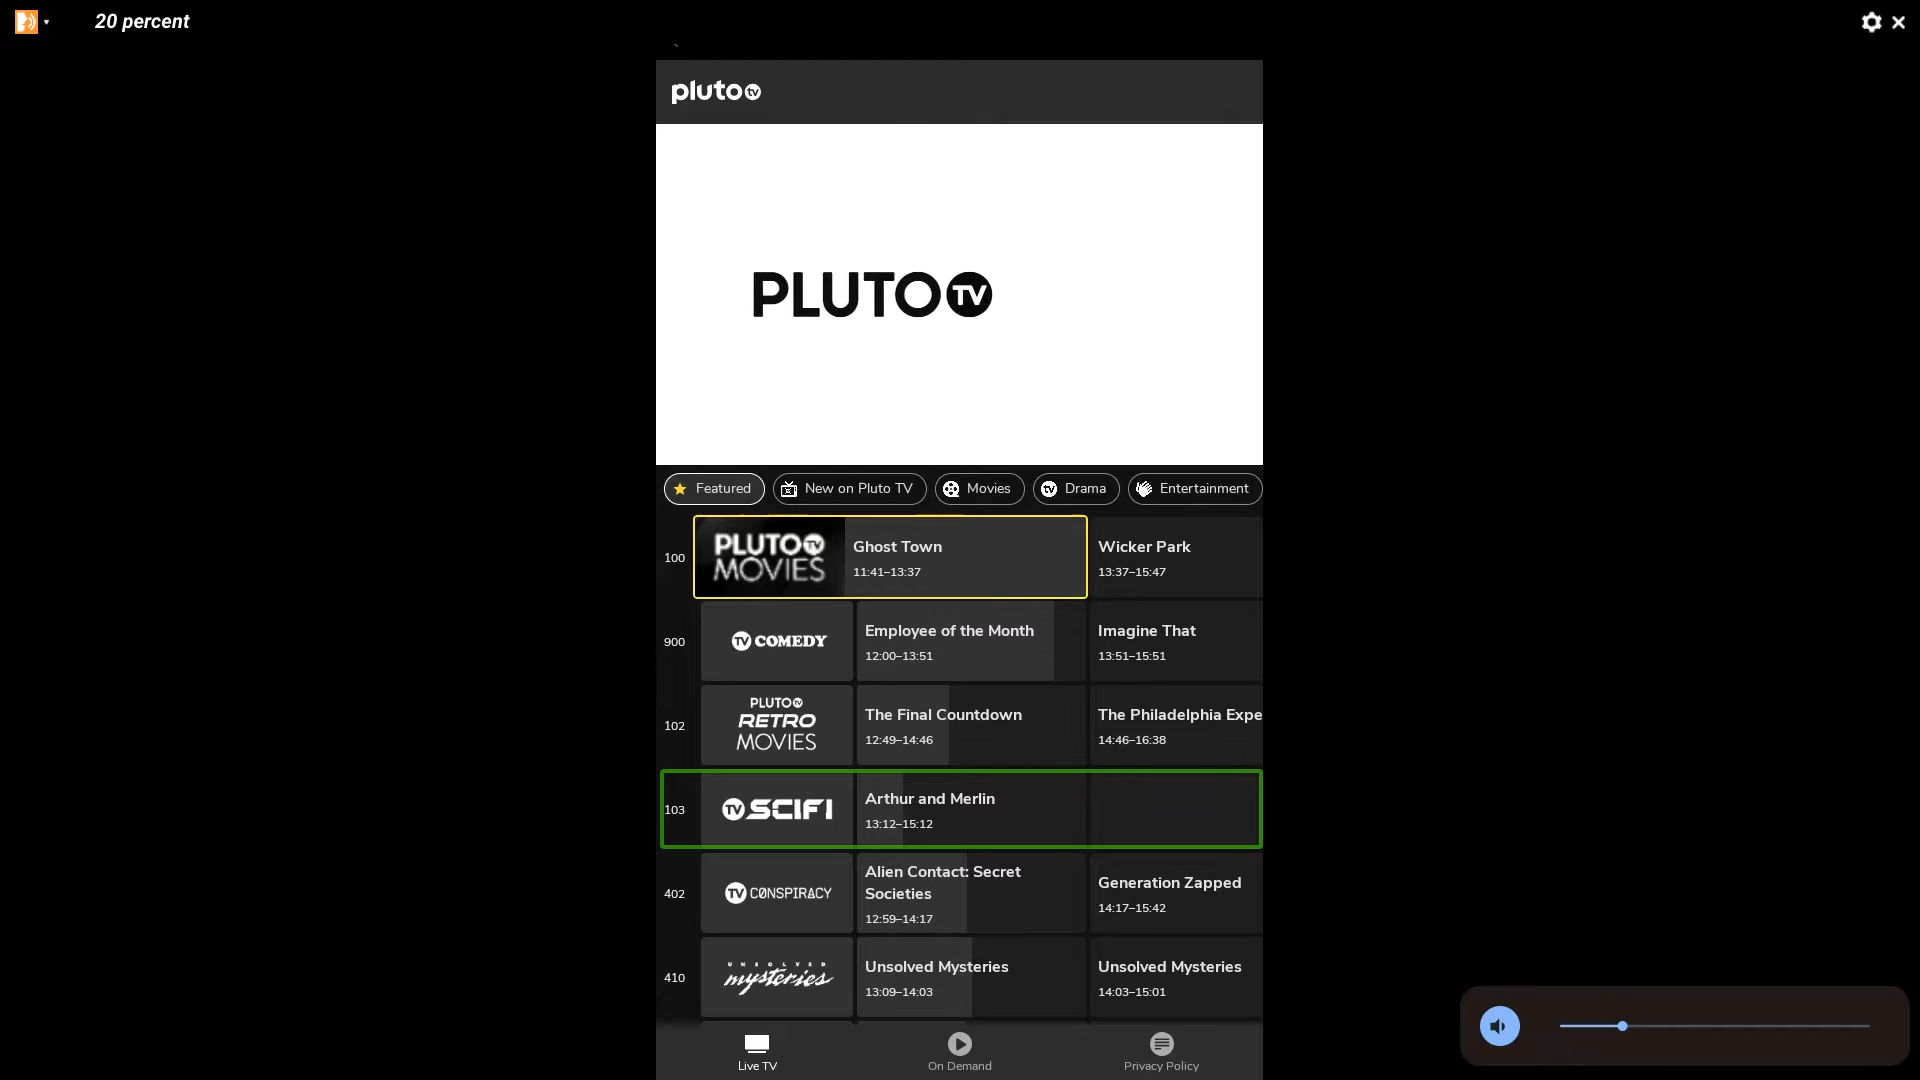 20 percent
pluto tv
PLUTO TV
Featured
New on Pluto TV
Movies
Drama
Entertainment
100
PLUTO TV
MOVIES
Ghost Town
11:41–13:37
Wicker Park
13:37–15:47
900
TV COMEDY
Employee of the Month
12:00–13:51
Imagine That
13:51–15:51
102
PLUTO TV
RETRO
MOVIES
The Final Countdown
12:49–14:46
The Philadelphia Expe
14:46–16:38
103
TV SCIFI
Arthur and Merlin
13:12–15:12
402
TV CONSPIRACY
Alien Contact: Secret
Societies
12:59–14:17
Generation Zapped
14:17–15:42
410
UNSOLVED
mysteries
Unsolved Mysteries
13:09–14:03
Unsolved Mysteries
14:03–15:01
Live TV
On Demand
Privacy Policy